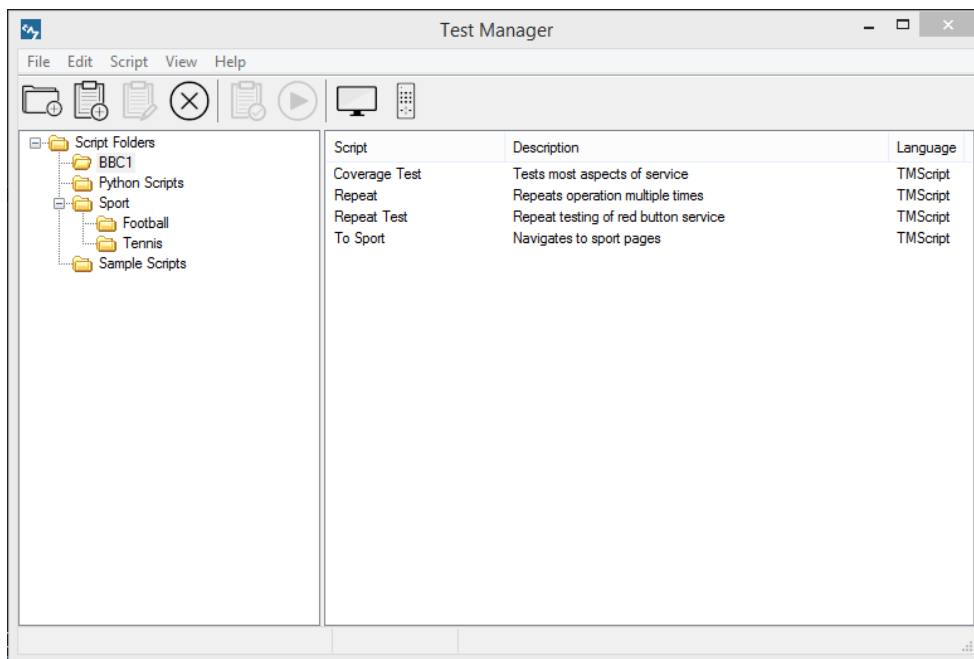 Test Manager
File Edit Script View Help
Script Folders
BBC1
Python Scripts
Sport
Football
Tennis
Sample Scripts
Script Description Language
Coverage Test Tests most aspects of service TMScript
Repeat Repeats operation multiple times TMScript
Repeat Test Repeat testing of red button service TMScript
To Sport Navigates to sport pages TMScript